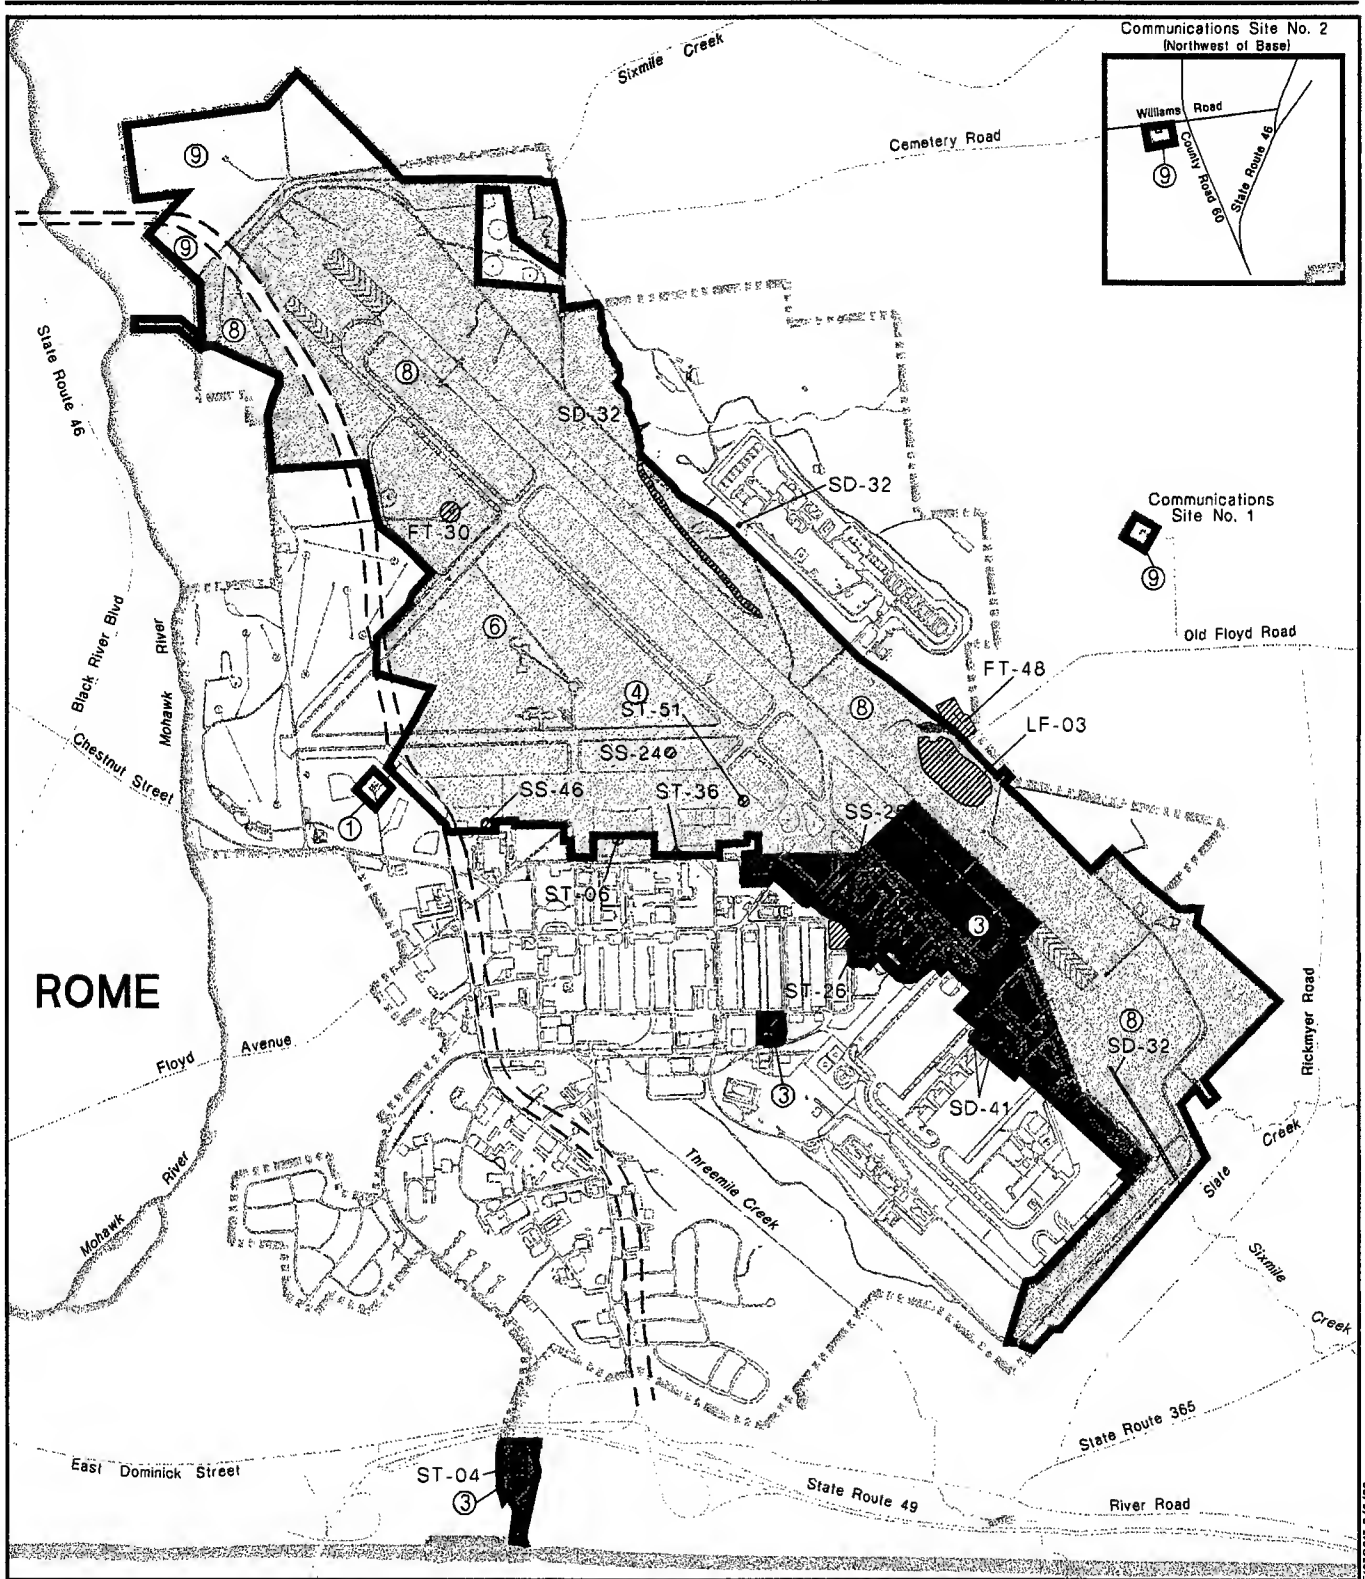 Communications Site No. 2
(Northwest of Base)
Williams Road
County Road 60
State Route 46
⑨
Sixmile Creek
Cemetery Road
⑨
⑨
⑧
⑧
State Route 46
SD-32
SD-32
FT-30
Communications
Site No. 1
⑨
Old Floyd Road
Black River Blvd
Mohawk River
⑥
④
ST-51
⑧
FT-48
LF-03
Chestnut Street
SS-24
SS-46
ST-36
①
ST-06
③
ROME
ST-26
Floyd Avenue
③
⑧
SD-32
SD-41
Rickmyer Road
Slate Creek
Threemile Creek
Mohawk River
Sixmile Creek
State Route 365
East Dominick Street
ST-04
③
State Route 49
River Road